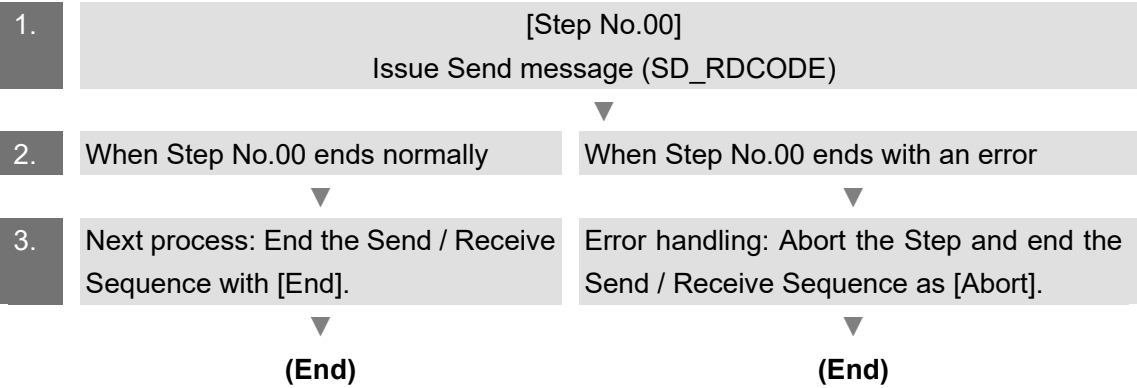 1.
[Step No.00]
Issue Send message (SD_RDCODE)
▼
2.
When Step No.00 ends normally
When Step No.00 ends with an error
▼
▼
3.
Next process: End the Send / Receive
Sequence with [End].
Error handling: Abort the Step and end the
Send / Receive Sequence as [Abort].
▼
▼
(End)
(End)